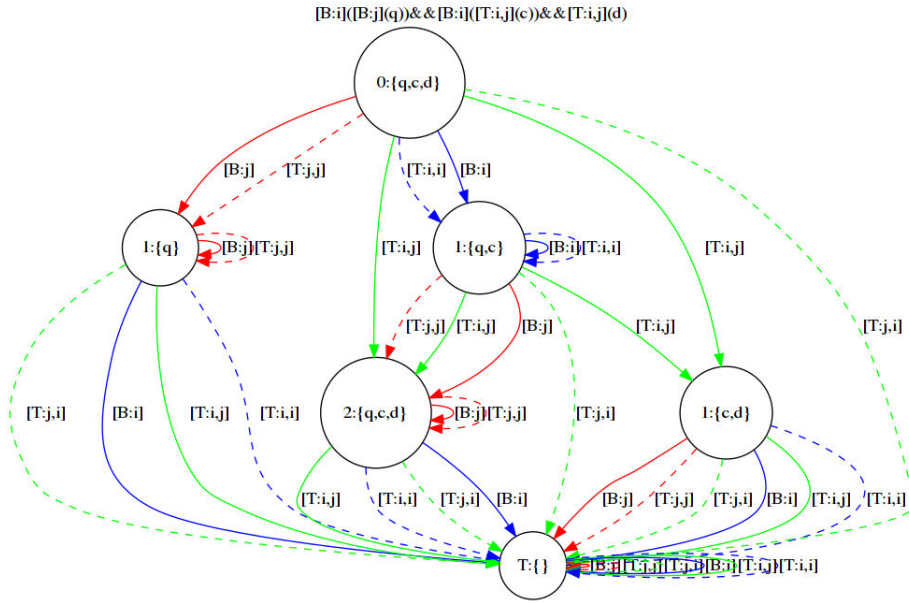 [B:i]([B:j](q))&&[B:i]([T:i,j](c))&&[T:i,j](d)
0:{q,c,d}
[B:j] [T:j,j] [T:i,i] [B:i]
1:{q} [B:j] [T:j,j] [T:i,j] 1:{q,c} [B:i] [T:i,i] [T:i,j]
[T:j,j] [T:i,j] [B:j] [T:i,j] [T:j,i]
[T:j,i] [B:i] [T:i,j] [T:i,i] 2:{q,c,d} [B:j] [T:j,j] [T:j,i] 1:{c,d}
[T:i,j] [T:i,i] [T:j,i] [B:i] [B:j] [T:j,j] [T:j,i] [B:i] [T:i,j] [T:i,i]
T:{} [B:j] [T:j,j] [T:j,i] [B:i] [T:i,j] [T:i,i]